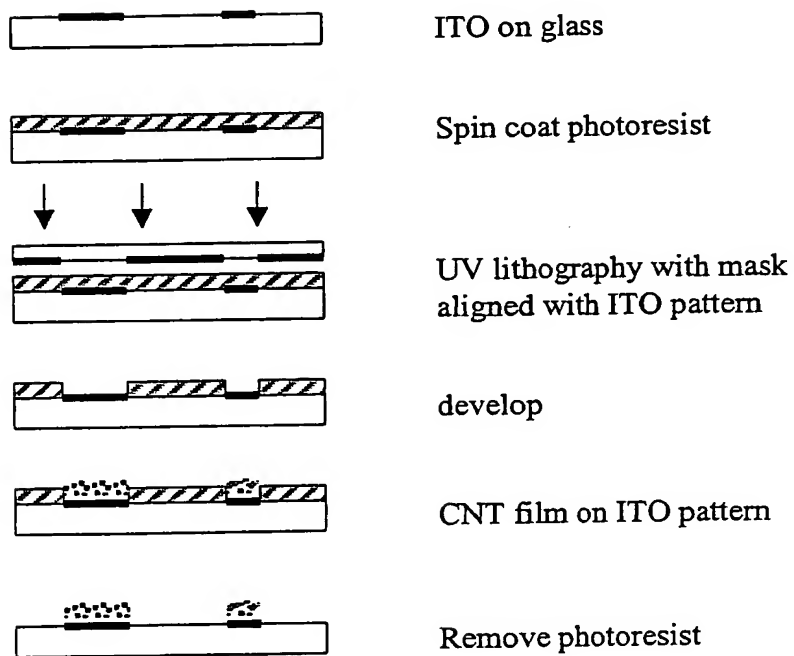 ITO on glass
Spin coat photoresist
UV lithography with mask
aligned with ITO pattern
develop
CNT film on ITO pattern
Remove photoresist